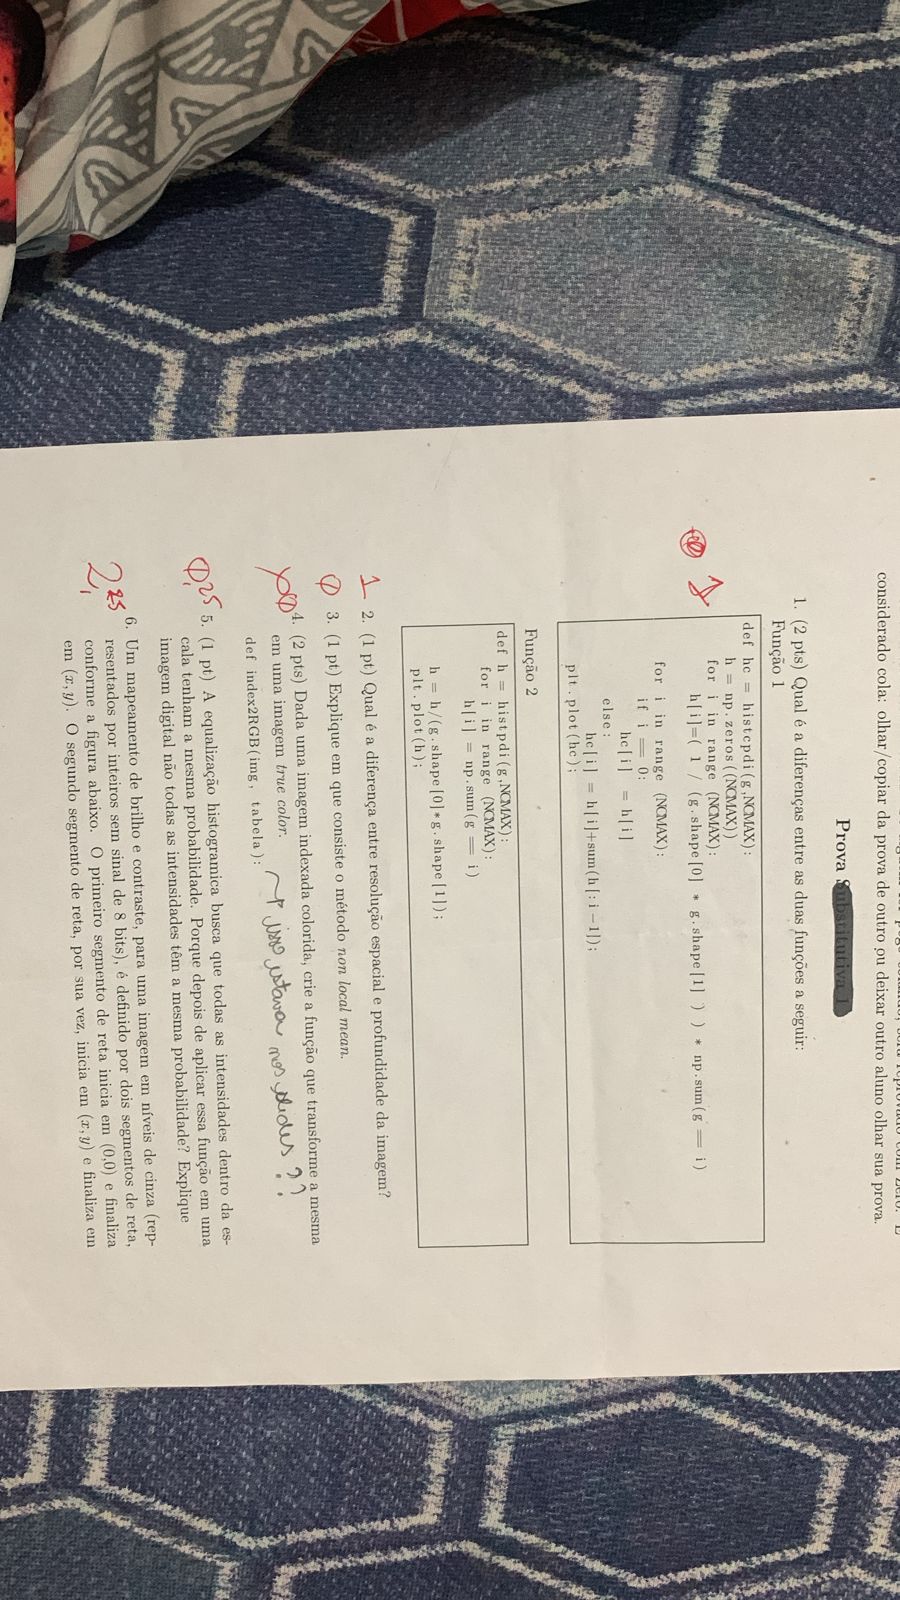 considerado cola: olhar/copiar da prova de outro ou deixar outro aluno olhar sua prova.
Prova Substitutiva 1
1. (2 pts) Qual é a diferenças entre as duas funções a seguir:
Função 1
1
def hc = histcpdi(g,NCMAX):
h = np.zeros((NCMAX))
for i in range (NCMAX):
h[i]=( 1 / (g.shape[0] * g.shape[1] ) ) * np.sum(g == i)
for i in range (NCMAX):
if i == 0:
hc[i] = h[i]
else:
hc[i] = h[i]+sum(h[:i-1]);
plt.plot(hc);
Função 2
def h = histpdi(g,NCMAX):
for i in range (NCMAX):
h[i] = np.sum(g == i)
h = h/(g.shape[0]*g.shape[1]);
plt.plot(h);
1 2. (1 pt) Qual é a diferença entre resolução espacial e profundidade da imagem?
0 3. (1 pt) Explique em que consiste o método non local mean.
0 4. (2 pts) Dada uma imagem indexada colorida, crie a função que transforme a mesma
em uma imagem true color. → isso estava nos slides??
def index2RGB(img, tabela):
0,25 5. (1 pt) A equalização histogramica busca que todas as intensidades dentro da es-
cala tenham a mesma probabilidade. Porque depois de aplicar essa função em uma
imagem digital não todas as intensidades têm a mesma probabilidade? Explique
2,25 6. Um mapeamento de brilho e contraste, para uma imagem em níveis de cinza (rep-
resentados por inteiros sem sinal de 8 bits), é definido por dois segmentos de reta,
conforme a figura abaixo. O primeiro segmento de reta inicia em (0,0) e finaliza
em (x, y). O segundo segmento de reta, por sua vez, inicia em (x, y) e finaliza em